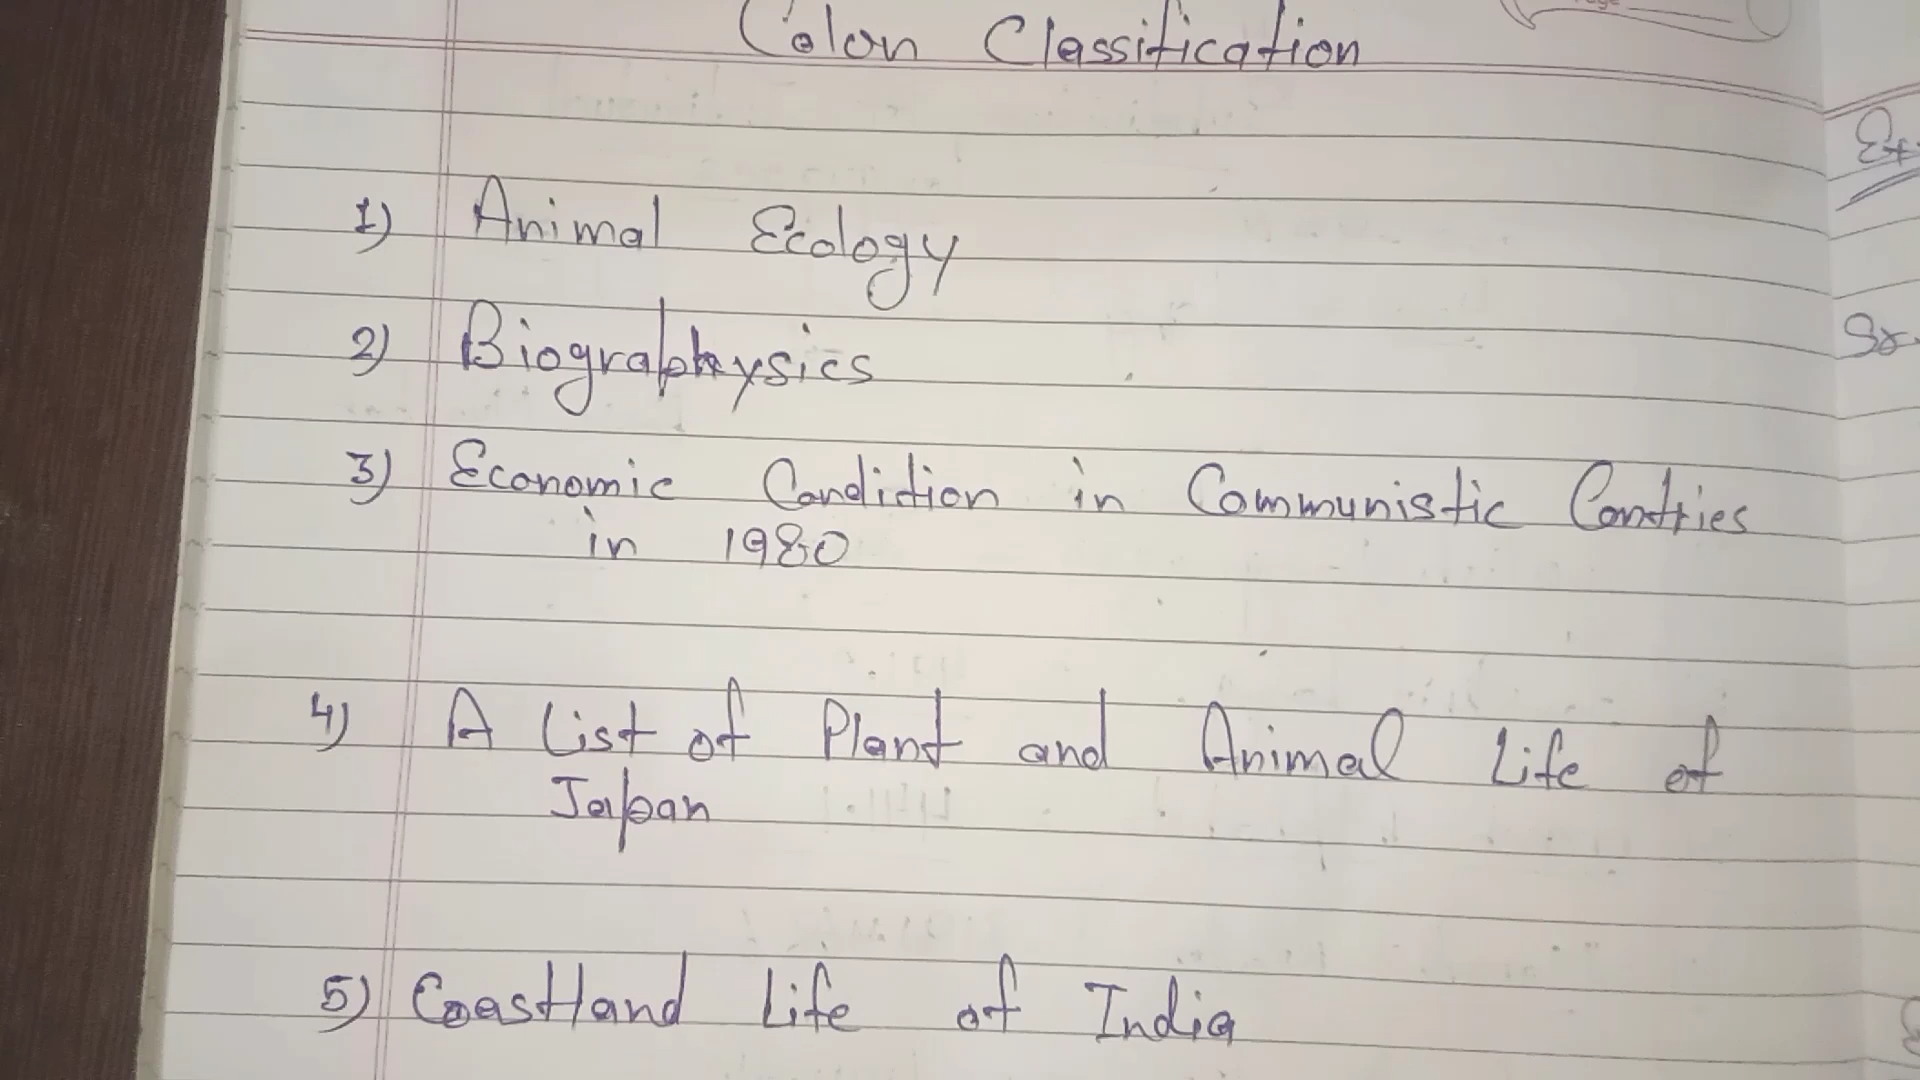 Colon Classification
1) Animal Ecology
2) Biographysics
3) Economic Condidion in Communistic Contries
in 1980
4) A List of Plant and Animal Life of
Japan
5) Coastland Life of India